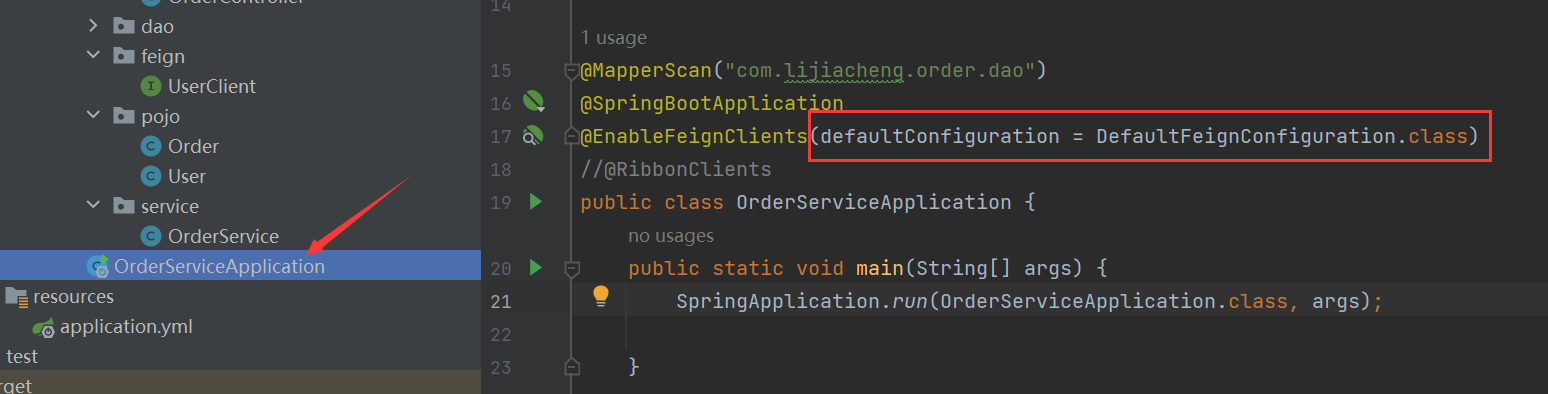 OrderController
dao
feign
UserClient
pojo
Order
User
service
OrderService
OrderServiceApplication
resources
application.yml
test
rget
14
1 usage
15 @MapperScan("com.lijiacheng.order.dao")
16 @SpringBootApplication
17 @EnableFeignClients(defaultConfiguration = DefaultFeignConfiguration.class)
18 //@RibbonClients
19 public class OrderServiceApplication {
no usages
20 public static void main(String[] args) {
21 SpringApplication.run(OrderServiceApplication.class, args);
22
23 }